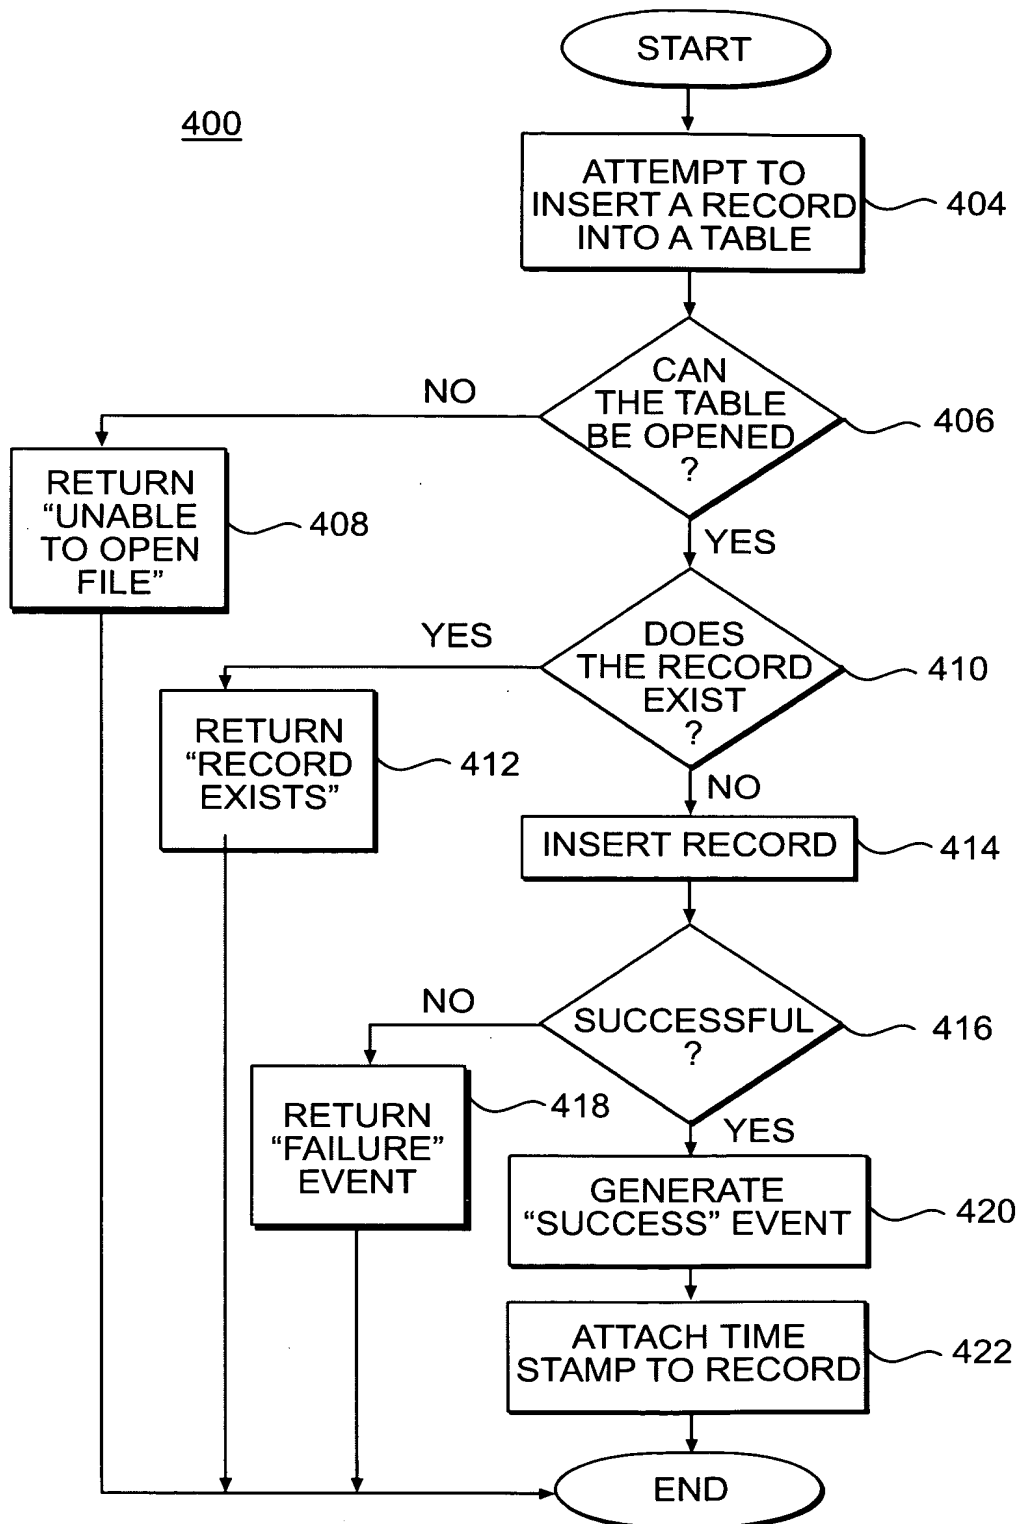 START
400
ATTEMPT TO
INSERT A RECORD
INTO A TABLE
404
CAN
THE TABLE
BE OPENED
?
406
NO
RETURN
“UNABLE
TO OPEN
FILE”
408
YES
DOES
THE RECORD
EXIST
?
410
YES
RETURN
“RECORD
EXISTS”
412
NO
INSERT RECORD
414
SUCCESSFUL
?
416
NO
RETURN
“FAILURE”
EVENT
418
YES
GENERATE
“SUCCESS” EVENT
420
ATTACH TIME
STAMP TO RECORD
422
END